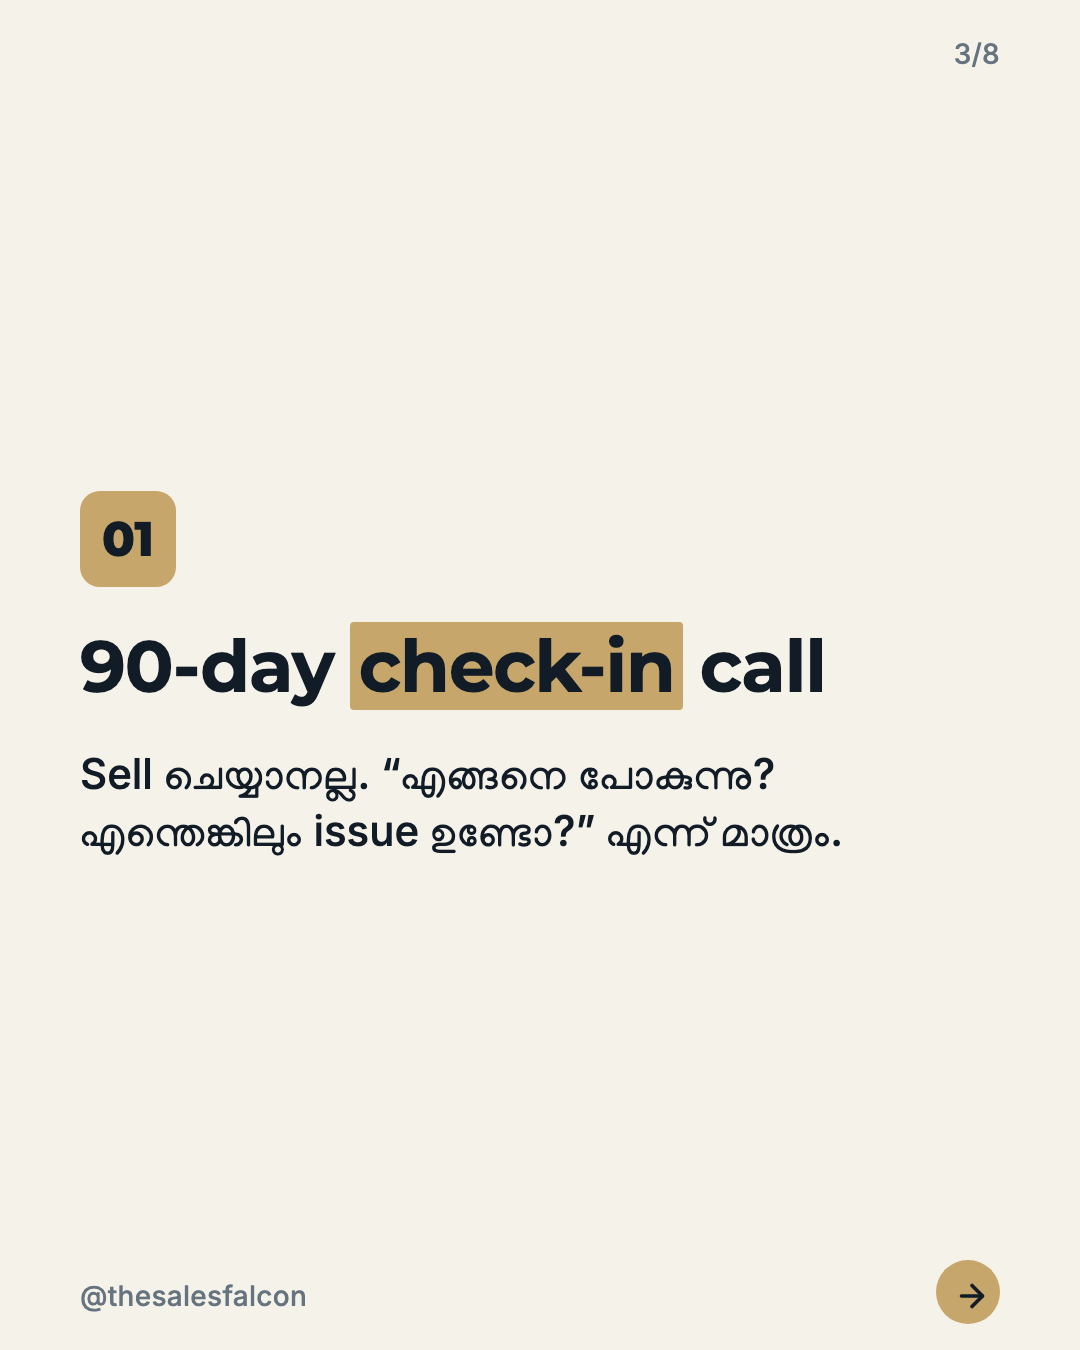 3/8
01
90-day check-in call
Sell ചെയ്യാനല്ല. “എങ്ങനെ പോകുന്നു?
എന്തെങ്കിലും issue ഉണ്ടോ?” എന്ന് മാത്രം.
@thesalesfalcon